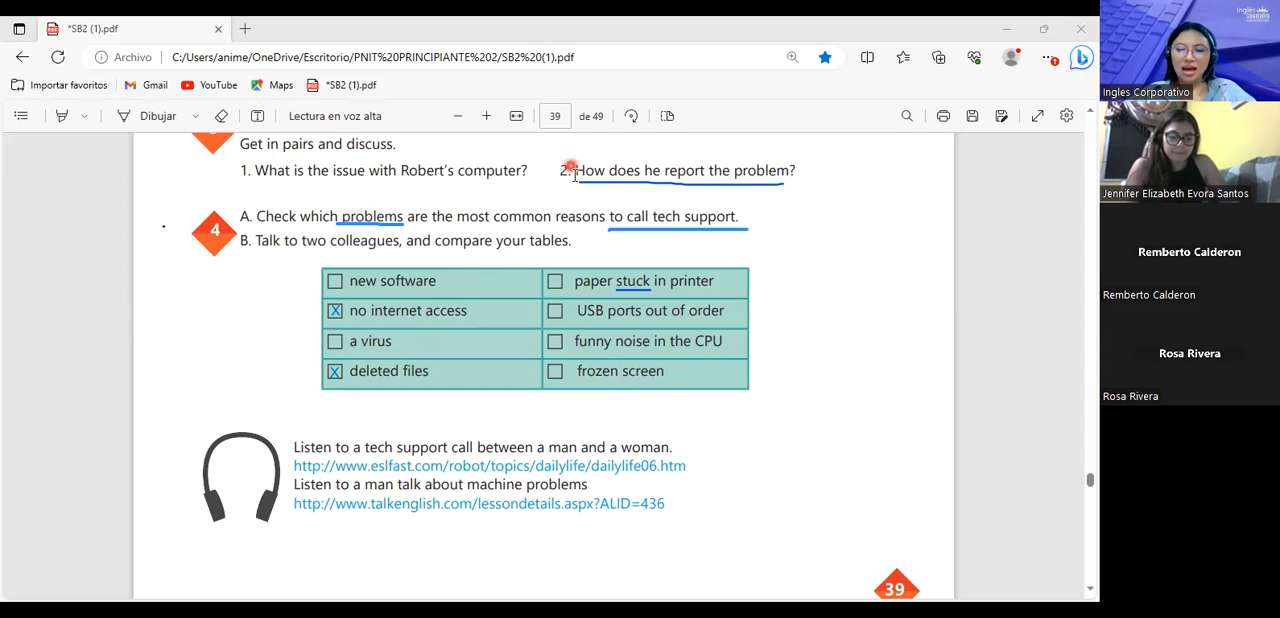 *SB2 (1).pdf
Archivo
C:/Users/anime/OneDrive/Escritorio/PNIT%20PRINCIPIANTE%202/SB2%20(1).pdf
Importar favoritos
Gmail
YouTube
Maps
*SB2 (1).pdf
Dibujar
Lectura en voz alta
39
de 49
Get in pairs and discuss.
1. What is the issue with Robert's computer?
2. How does he report the problem?
4
A. Check which problems are the most common reasons to call tech support.
B. Talk to two colleagues, and compare your tables.
new software
paper stuck in printer
X no internet access
USB ports out of order
a virus
funny noise in the CPU
X deleted files
frozen screen
Listen to a tech support call between a man and a woman.
http://www.eslfast.com/robot/topics/dailylife/dailylife06.htm
Listen to a man talk about machine problems
http://www.talkenglish.com/lessondetails.aspx?ALID=436
39
Ingles Corporativo
Jennifer Elizabeth Evora Santos
Remberto Calderon
Remberto Calderon
Rosa Rivera
Rosa Rivera